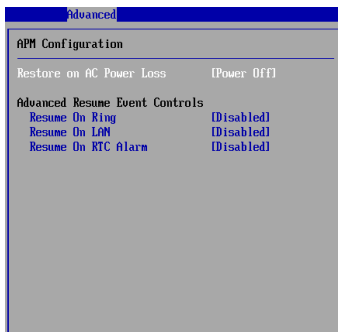 Advanced
APM Configuration
Restore on AC Power Loss [Power Off]
Advanced Resume Event Controls
Resume On Ring [Disabled]
Resume On LAN [Disabled]
Resume On RTC Alarm [Disabled]